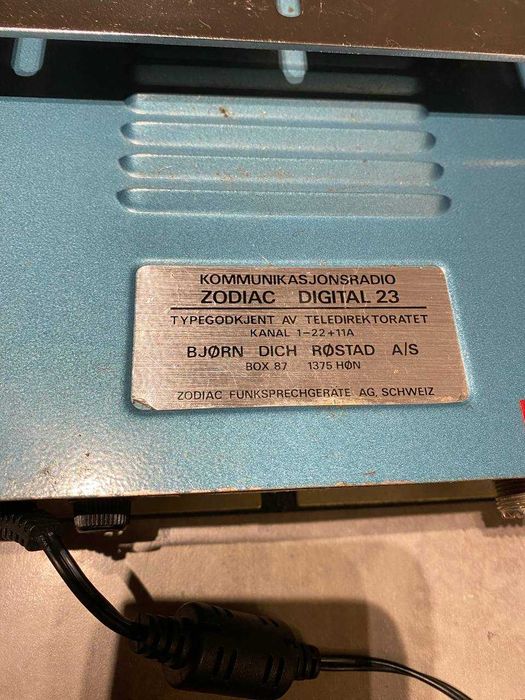 KOMMUNIKASJONSRADIO
ZODIAC DIGITAL 23
TYPEGODKJENT AV TELEDIREKTORATET
KANAL 1-22+11A
BJØRN DICH RØSTAD A/S
BOX 87 1375 HØN
ZODIAC FUNKSPRECHGERÄTE AG, SCHWEIZ